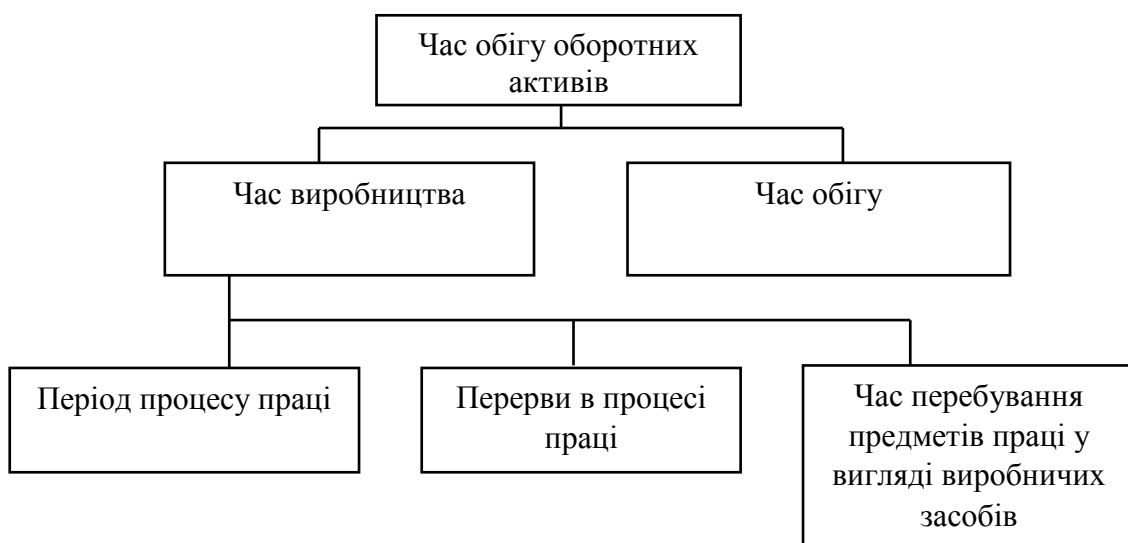 Час обігу оборотних
активів
Час виробництва
Час обігу
Період процесу праці
Перерви в процесі
праці
Час перебування
предметів праці у
вигляді виробничих
засобів